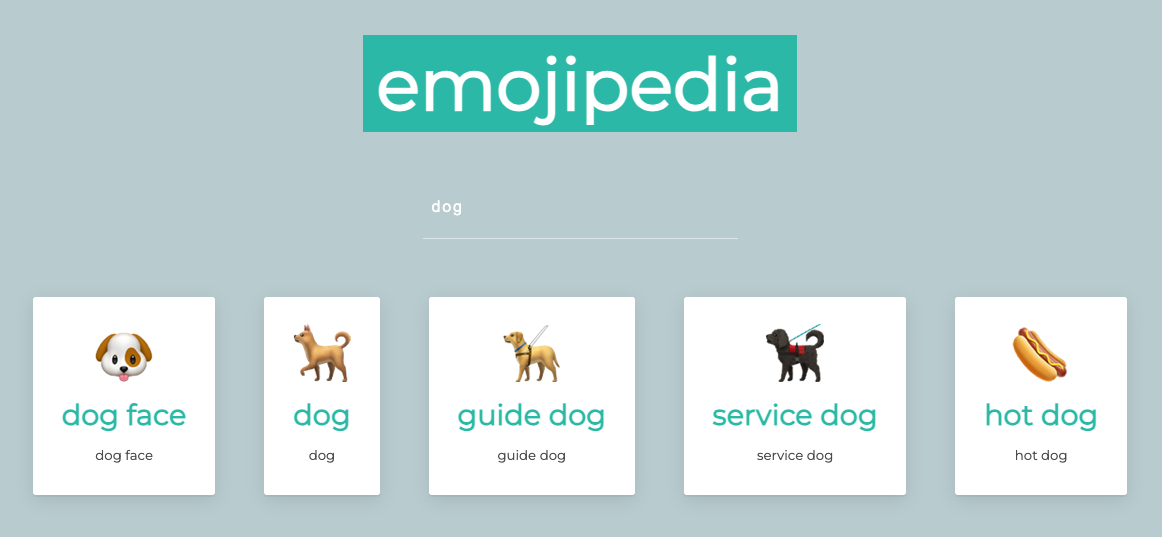 emojipedia
dog
dog face
dog face
dog
dog
guide dog
guide dog
service dog
service dog
hot dog
hot dog